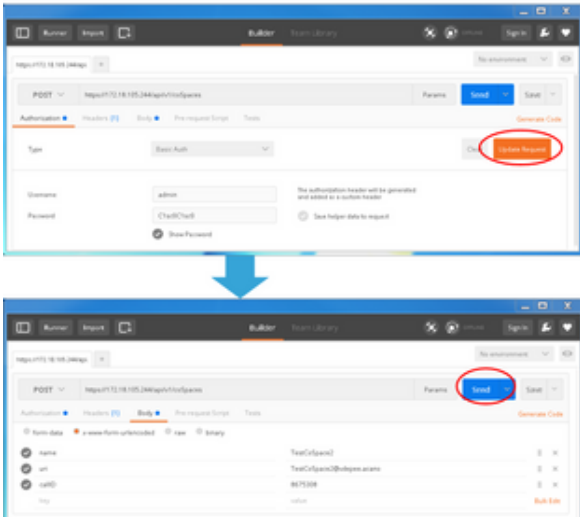 Runner Import Builder Team Library Sign in
https://172.18.105.244/api +
No environment
POST https://172.18.105.244/api/v1/coSpaces Params Send Save
Authorization Headers (1) Body Pre-request Script Tests Generate Code
Type Basic Auth Update Request
Username admin
The authorization header will be generated
and added as a custom header
Password
Save helper data to request
Show Password
Runner Import Builder Team Library Sign in
https://172.18.105.244/api +
No environment
POST https://172.18.105.244/api/v1/coSpaces Params Send Save
Authorization Headers (1) Body Pre-request Script Tests Generate Code
form-data x-www-form-urlencoded raw binary
name TestCoSpace2
uri
callID 8675309
key value Bulk Edit